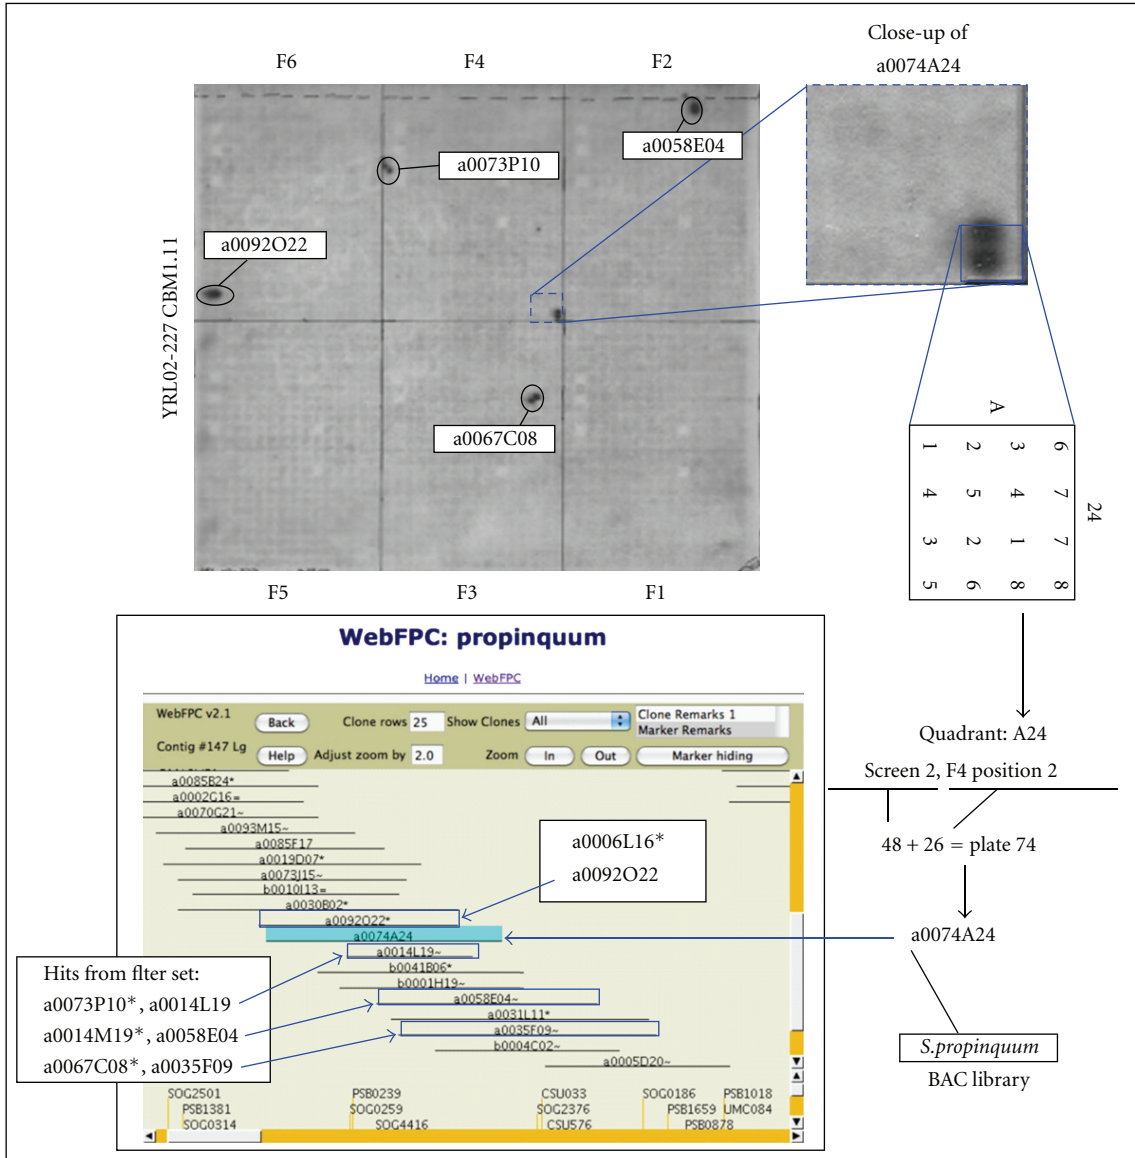 F6
F4
F2
Close-up of
a0074A24
a0058E04
a0073P10
a0092O22
YRL02-227 CBM1.11
a0067C08
F5
F3
F1
A
24
1 2 3 6
4 5 4 7
3 2 1 7
5 6 8 8
Quadrant: A24
Screen 2, F4 position 2
48 + 26 = plate 74
a0074A24
S.propinquum
BAC library
WebFPC: propinquum
Home | WebFPC
WebFPC v2.1
Back
Clone rows 25
Show Clones All
Clone Remarks 1
Marker Remarks
Contig #147 Lg
Help
Adjust zoom by 2.0
Zoom In Out
Marker hiding
a0085B24*
a0002G16=
a0070G21~
a0093M15~
a0085F17
a0019D07*
a0073J15~
b0010I13=
a0030B02*
a0092O22*
a0074A24
a0014L19~
b0041B06*
b0001H19~
a0058E04~
a0031L11*
a0035F09~
b0004C02~
a0005D20~
a0006L16*
a0092O22
Hits from flter set:
a0073P10*, a0014L19
a0014M19*, a0058E04
a0067C08*, a0035F09
SOG2501 PSB0239 CSU033 SOG0186 PSB1018
PSB1381 SOG0259 SOG2376 PSB1659 UMC084
SOG0314 SOG4416 CSU576 PSB0878